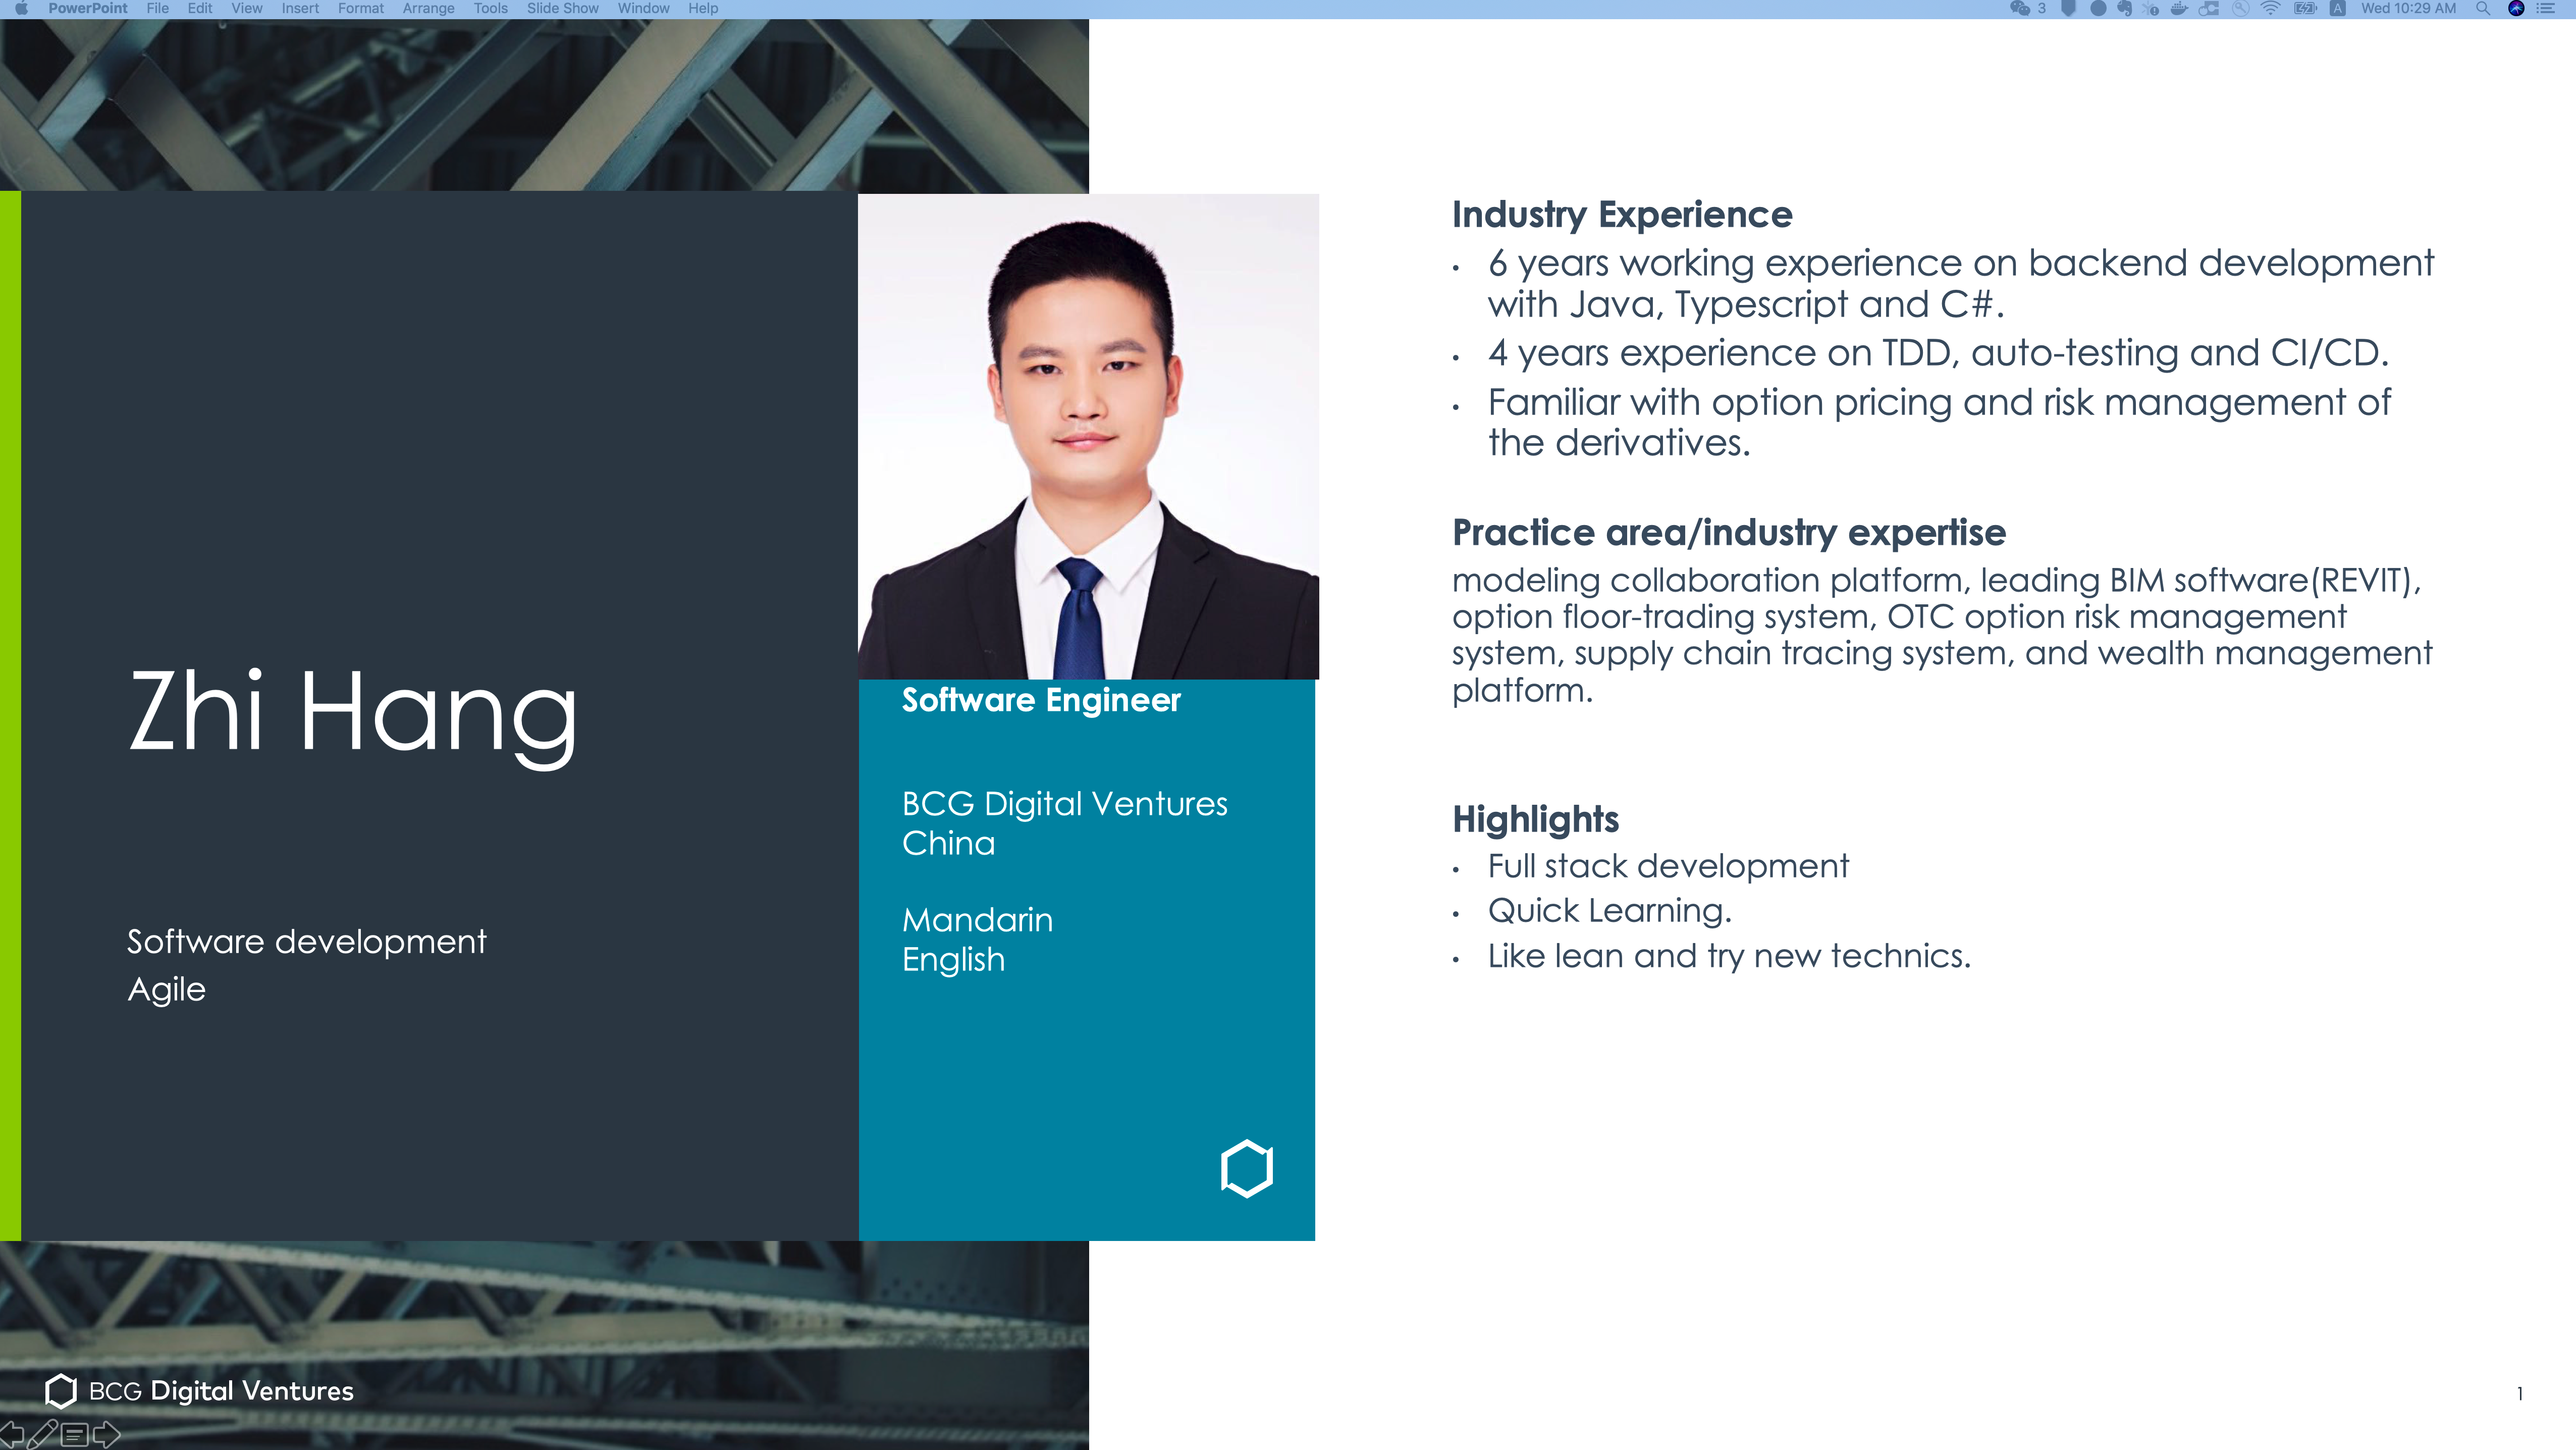 PowerPoint File Edit View Insert Format Arrange Tools Slide Show Window Help
3 A Wed 10:29 AM
Zhi Hang
Software development
Agile
Software Engineer
BCG Digital Ventures
China
Mandarin
English
Industry Experience
• 6 years working experience on backend development
with Java, Typescript and C#.
• 4 years experience on TDD, auto-testing and CI/CD.
• Familiar with option pricing and risk management of
the derivatives.
Practice area/industry expertise
modeling collaboration platform, leading BIM software(REVIT),
option floor-trading system, OTC option risk management
system, supply chain tracing system, and wealth management
platform.
Highlights
• Full stack development
• Quick Learning.
• Like lean and try new technics.
BCG Digital Ventures
1